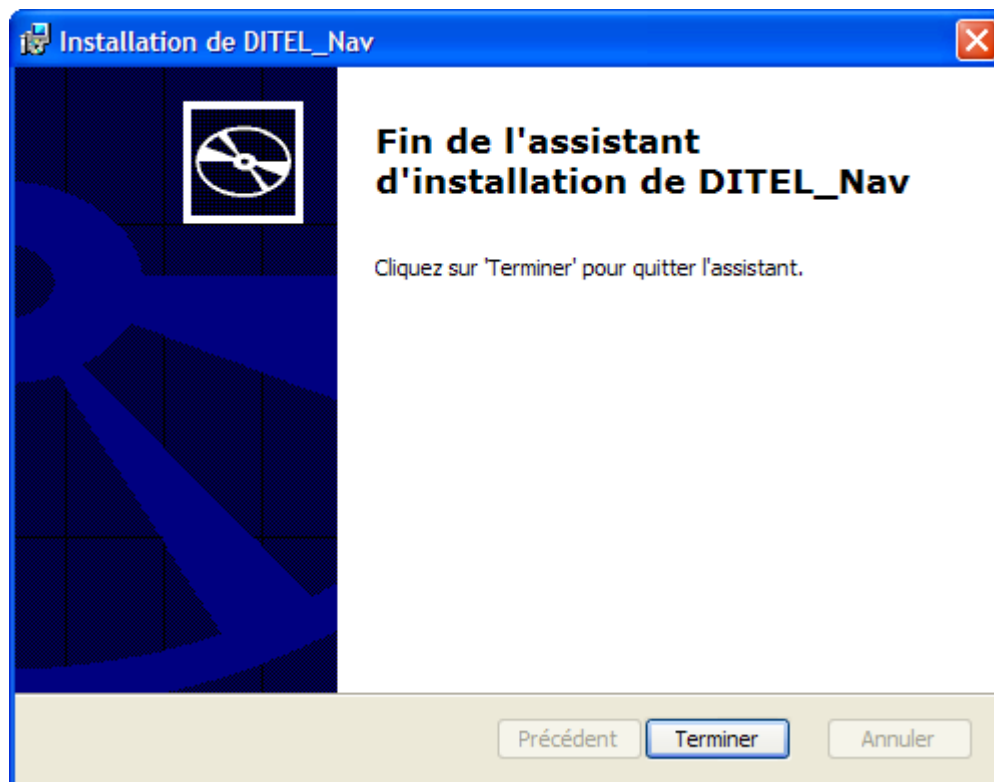 Installation de DITEL_Nav
Fin de l'assistant
d'installation de DITEL_Nav
Cliquez sur 'Terminer' pour quitter l'assistant.
Précédent
Terminer
Annuler